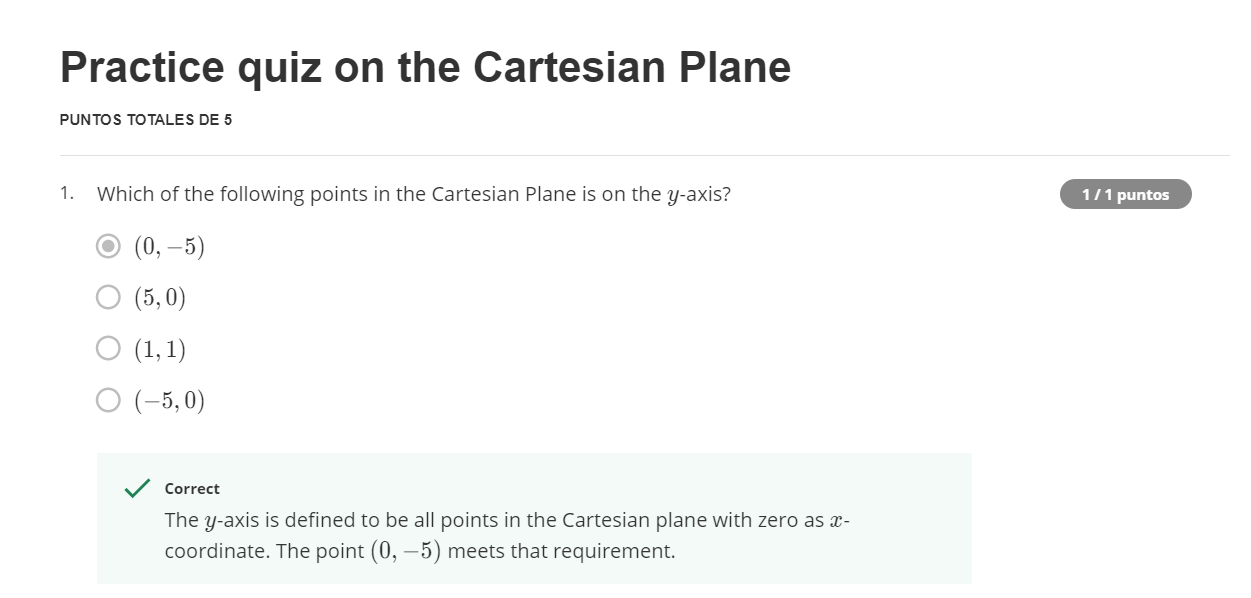 Practice quiz on the Cartesian Plane
PUNTOS TOTALES DE 5
1. Which of the following points in the Cartesian Plane is on the y-axis?
1 / 1 puntos
(0, −5)
(5, 0)
(1, 1)
(−5, 0)
Correct
The y-axis is defined to be all points in the Cartesian plane with zero as x-
coordinate. The point (0, −5) meets that requirement.